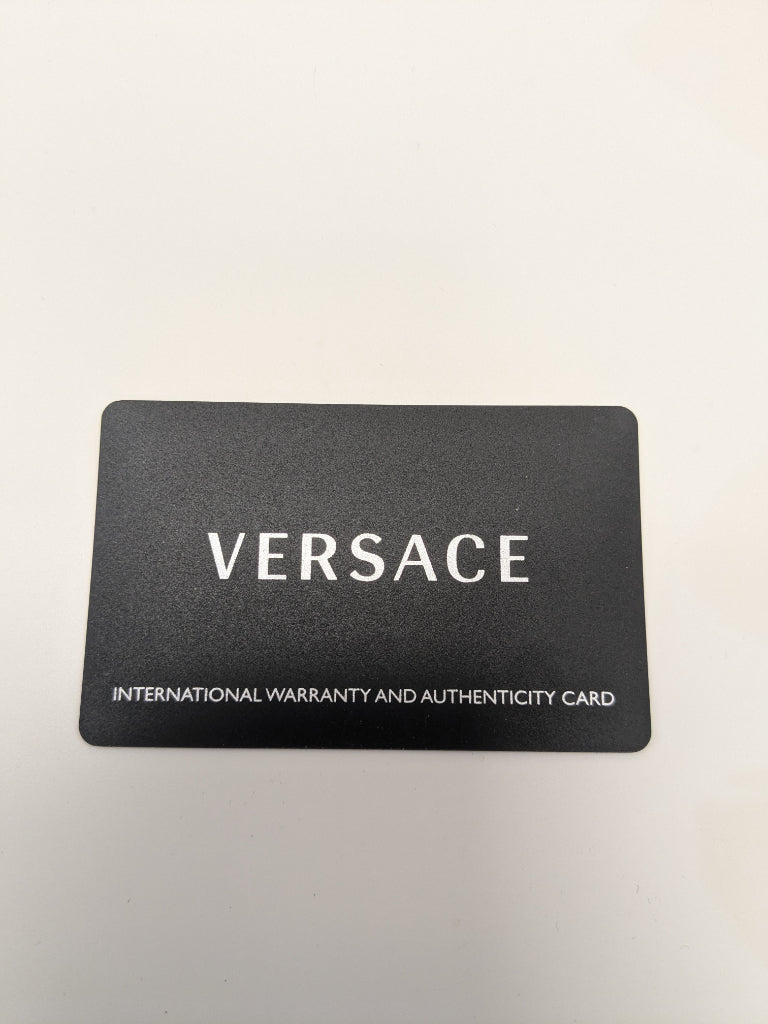 VERSACE
INTERNATIONAL WARRANTY AND AUTHENTICITY CARD